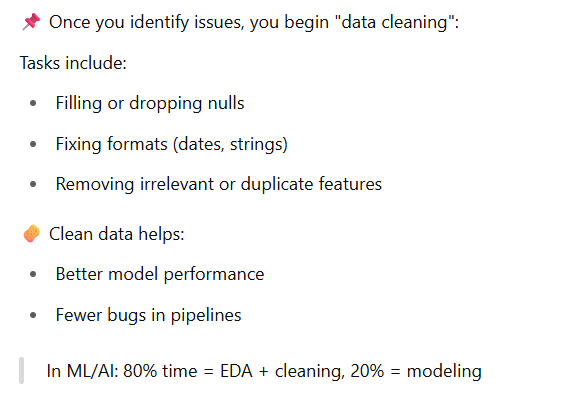 📌 Once you identify issues, you begin "data cleaning":
Tasks include:
• Filling or dropping nulls
• Fixing formats (dates, strings)
• Removing irrelevant or duplicate features
Clean data helps:
• Better model performance
• Fewer bugs in pipelines
In ML/AI: 80% time = EDA + cleaning, 20% = modeling